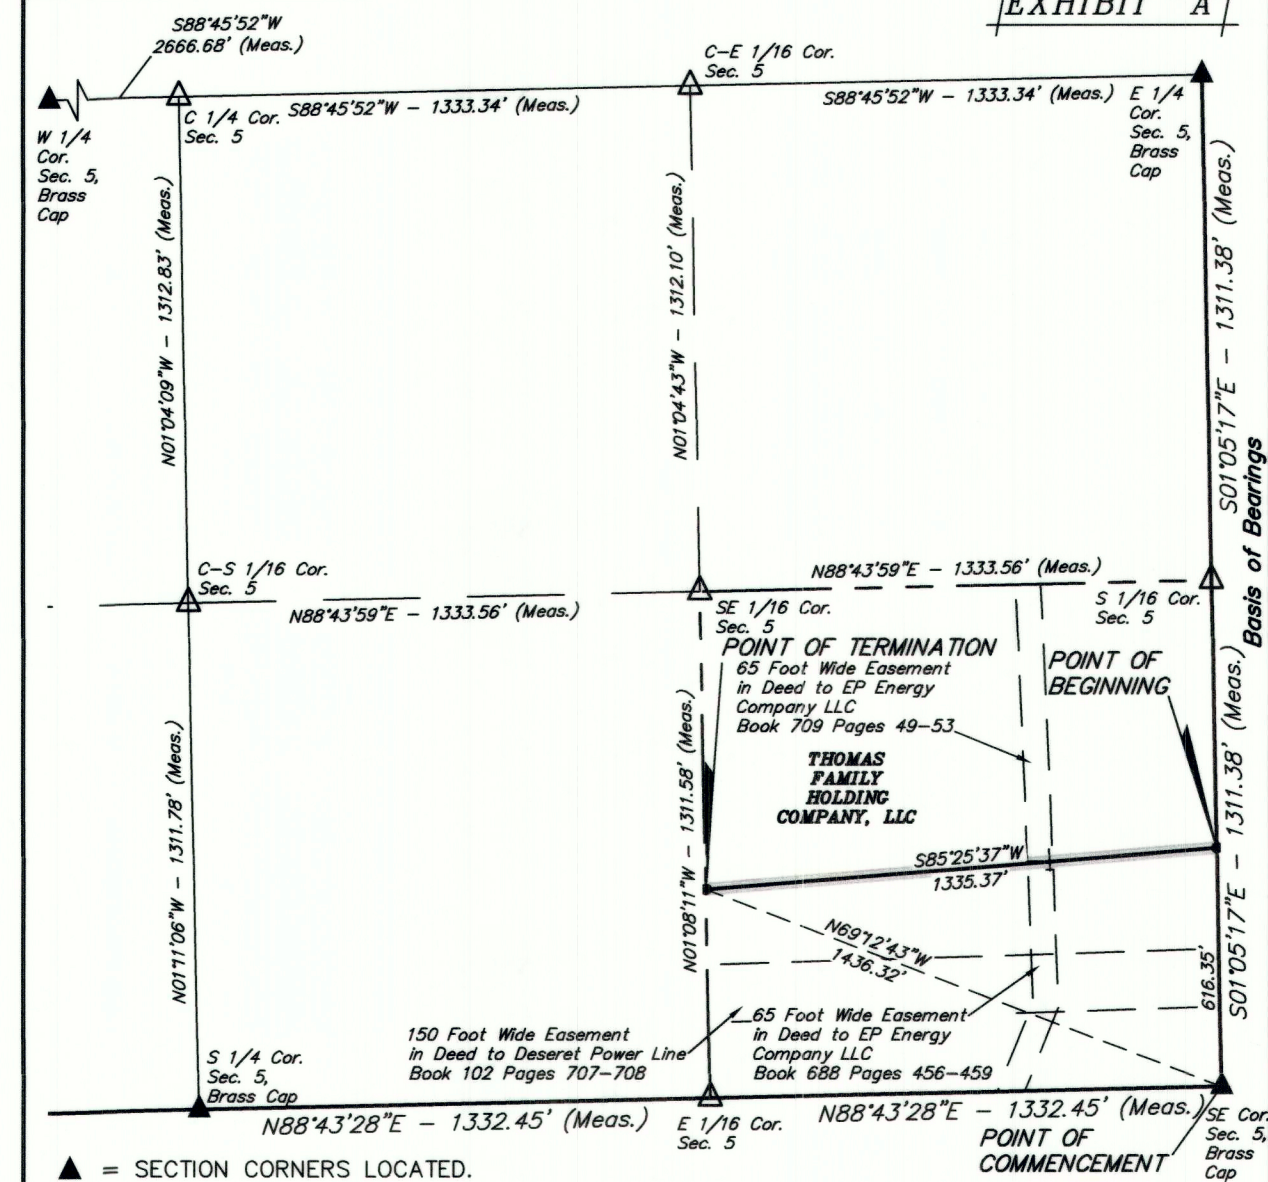 EXHIBIT "A"
S88°45'52"W
2666.68' (Meas.)
C-E 1/16 Cor.
Sec. 5
W 1/4
Cor.
Sec. 5,
Brass
Cap
C 1/4 Cor.
Sec. 5
S88°45'52"W - 1333.34' (Meas.)
S88°45'52"W - 1333.34' (Meas.)
E 1/4
Cor.
Sec. 5,
Brass
Cap
N01°04'09"W - 1312.83' (Meas.)
N01°04'43"W - 1312.10' (Meas.)
S01°05'17"E - 1311.38' (Meas.)
Basis of Bearings
C-S 1/16 Cor.
Sec. 5
N88°43'59"E - 1333.56' (Meas.)
N88°43'59"E - 1333.56' (Meas.)
SE 1/16 Cor.
Sec. 5
S 1/16 Cor.
Sec. 5
POINT OF TERMINATION
65 Foot Wide Easement
in Deed to EP Energy
Company LLC
Book 709 Pages 49-53
POINT OF
BEGINNING
THOMAS
FAMILY
HOLDING
COMPANY, LLC
N01°11'06"W - 1311.78' (Meas.)
N01°08'11"W - 1311.58' (Meas.)
S01°05'17"E - 1311.38' (Meas.)
S85°25'37"W
1335.37'
N69°12'43"W
1436.32'
616.35'
150 Foot Wide Easement
in Deed to Deseret Power Line
Book 102 Pages 707-708
65 Foot Wide Easement
in Deed to EP Energy
Company LLC
Book 688 Pages 456-459
S 1/4 Cor.
Sec. 5,
Brass Cap
N88°43'28"E - 1332.45' (Meas.)
E 1/16 Cor.
Sec. 5
N88°43'28"E - 1332.45' (Meas.)
POINT OF
COMMENCEMENT
SE Cor.
Sec. 5,
Brass
Cap
▲ = SECTION CORNERS LOCATED.